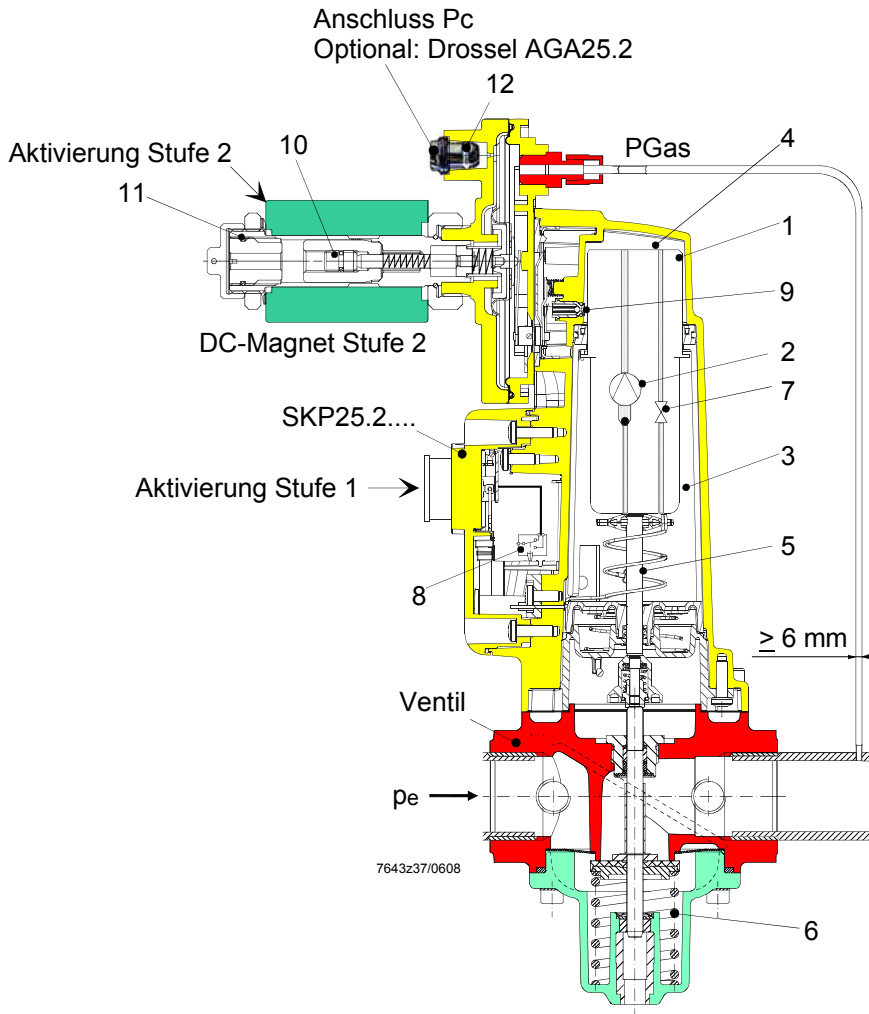 Anschluss Pc
Optional: Drossel AGA25.2
12
Aktivierung Stufe 2
10
11
PGas
4
1
9
DC-Magnet Stufe 2
2
7
SKP25.2....
3
Aktivierung Stufe 1
5
8
≥ 6 mm
Ventil
pe
7643z37/0608
6